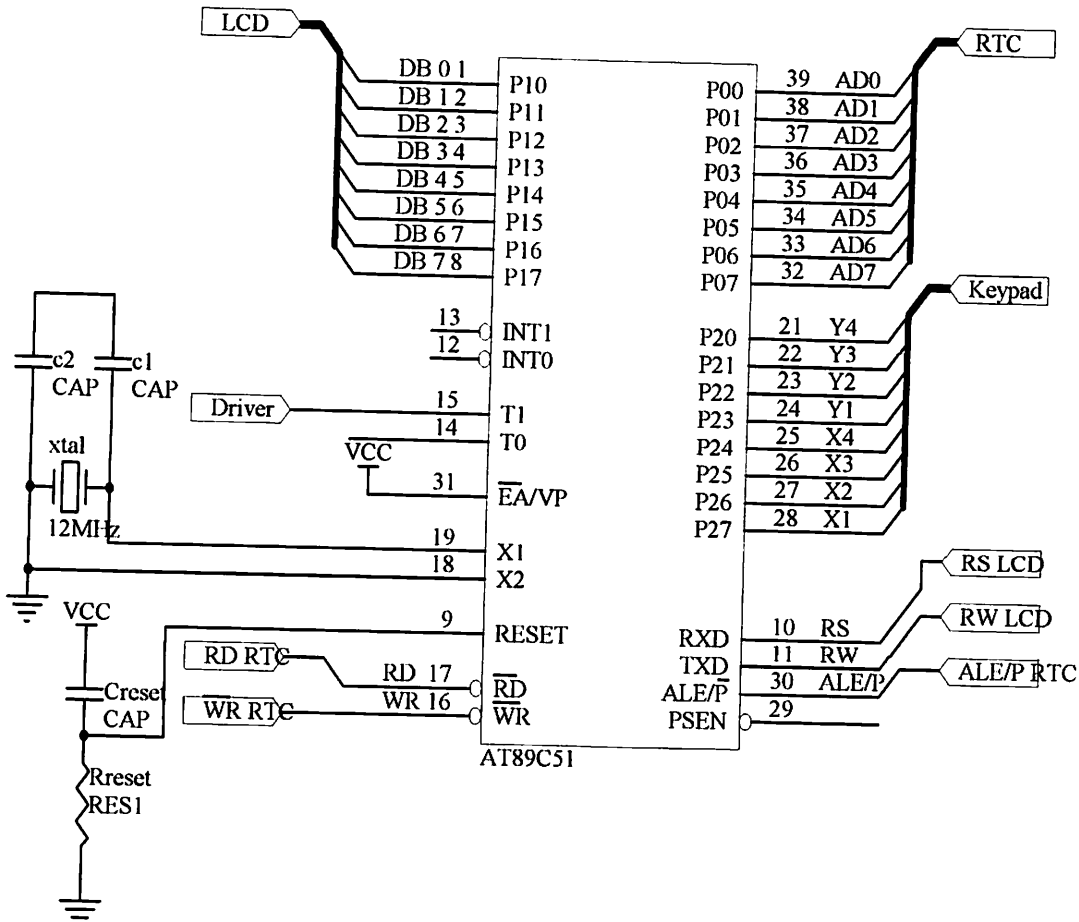 LCD
DB 0 1
DB 1 2
DB 2 3
DB 3 4
DB 4 5
DB 5 6
DB 6 7
DB 7 8
P10
P11
P12
P13
P14
P15
P16
P17
13 INT1
12 INT0
Driver
15 T1
14 T0
VCC
31 EA/VP
c2
CAP
c1
CAP
xtal
12MHz
19 X1
18 X2
VCC
9 RESET
RD RTC
RD 17 RD
WR RTC
WR 16 WR
Creset
CAP
Rreset
RES1
AT89C51
RTC
P00 39 AD0
P01 38 AD1
P02 37 AD2
P03 36 AD3
P04 35 AD4
P05 34 AD5
P06 33 AD6
P07 32 AD7
Keypad
P20 21 Y4
P21 22 Y3
P22 23 Y2
P23 24 Y1
P24 25 X4
P25 26 X3
P26 27 X2
P27 28 X1
RS LCD
RW LCD
ALE/P RTC
RXD 10 RS
TXD 11 RW
ALE/P 30 ALE/P
PSEN 29